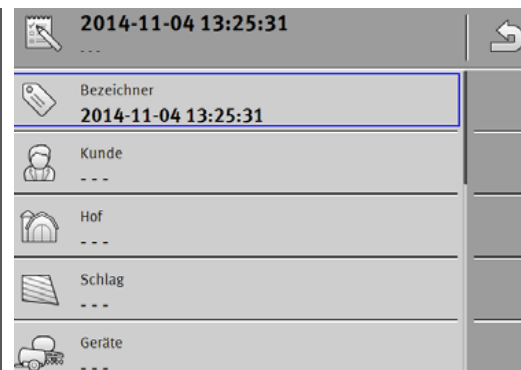 2014-11-04 13:25:31
---
Bezeichner
2014-11-04 13:25:31
Kunde
---
Hof
---
Schlag
---
Geräte
---